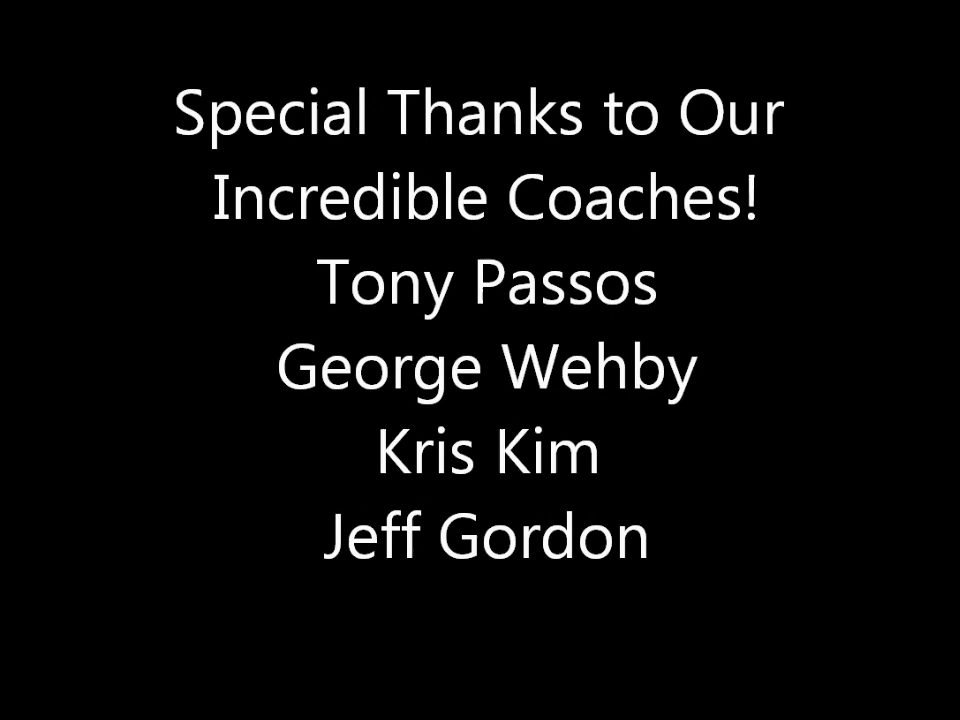 Special Thanks to Our
Incredible Coaches!
Tony Passos
George Wehby
Kris Kim
Jeff Gordon